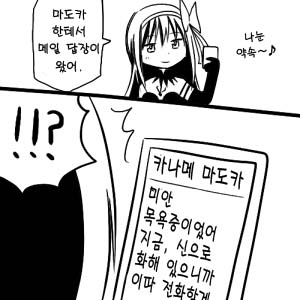 마도카
한테서
메일 답장이
왔어.
나는
약속~♪
!!?
카나메 마도카
미안
목욕중이었어
지금, 신으로
화해 있으니까
이따 전화할게